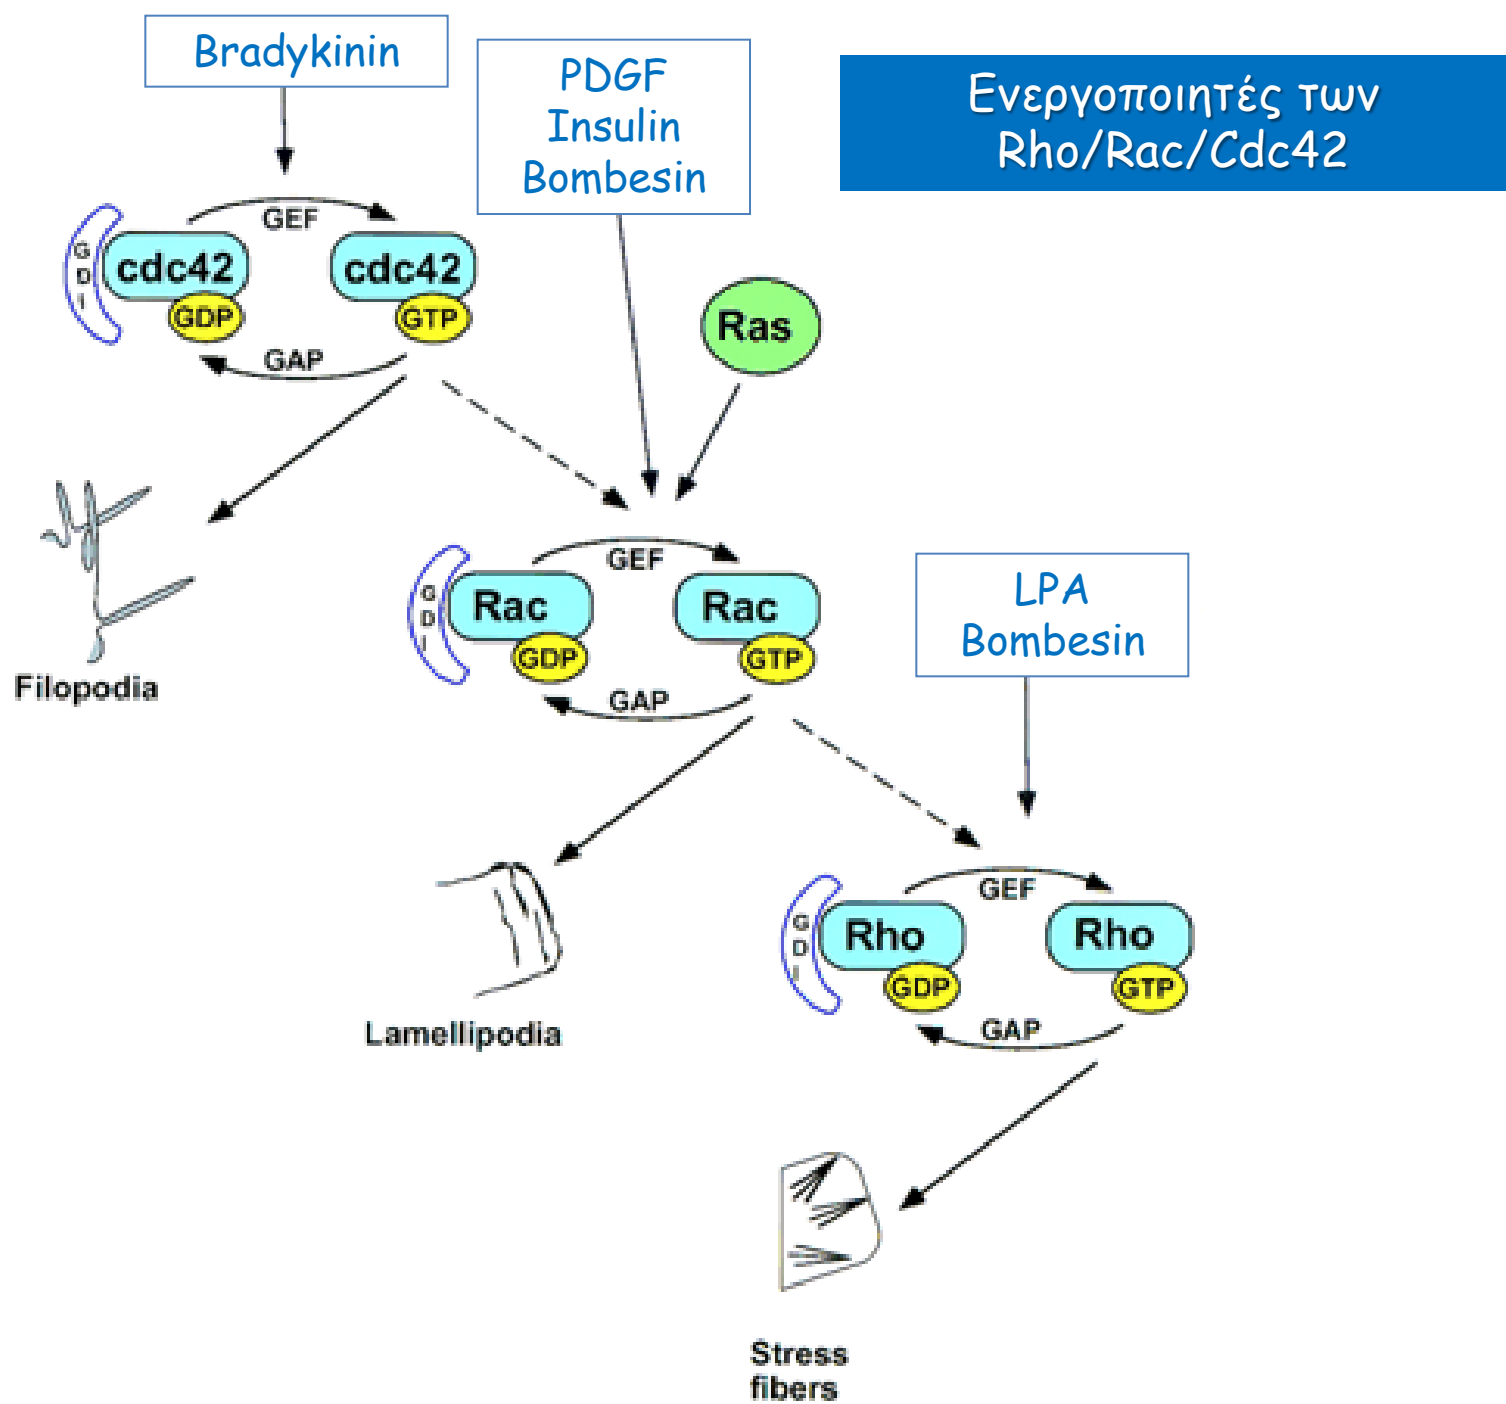 Bradykinin
PDGF
Insulin
Bombesin
Ενεργοποιητές των
Rho/Rac/Cdc42
GEF
G
D
I
cdc42
cdc42
GDP
GTP
GAP
Ras
Filopodia
GEF
G
D
I
Rac
Rac
GDP
GTP
GAP
LPA
Bombesin
Lamellipodia
GEF
G
D
I
Rho
Rho
GDP
GTP
GAP
Stress
fibers